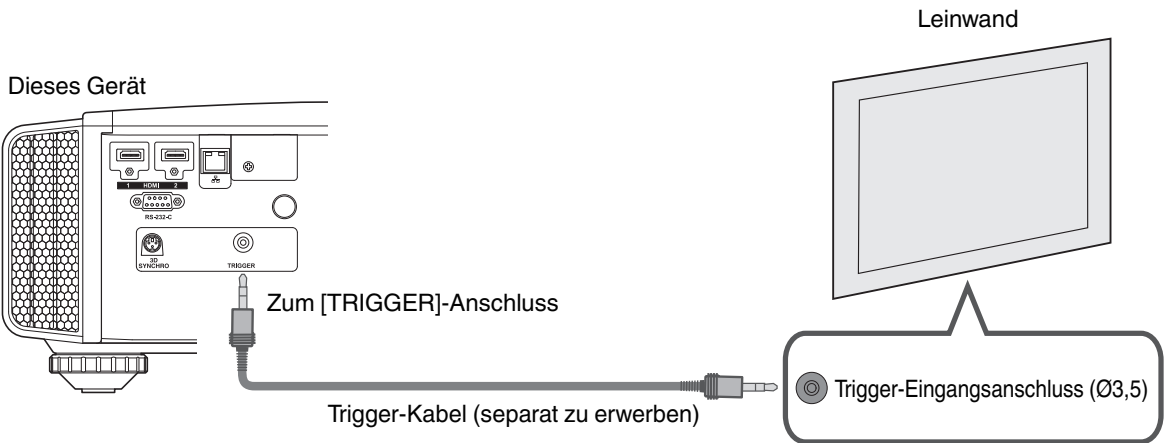 Leinwand
Dieses Gerät
1 HDMI 2
RS-232-C
3D
SYNCHRO
TRIGGER
Zum [TRIGGER]-Anschluss
Trigger-Eingangsanschluss (Ø3,5)
Trigger-Kabel (separat zu erwerben)